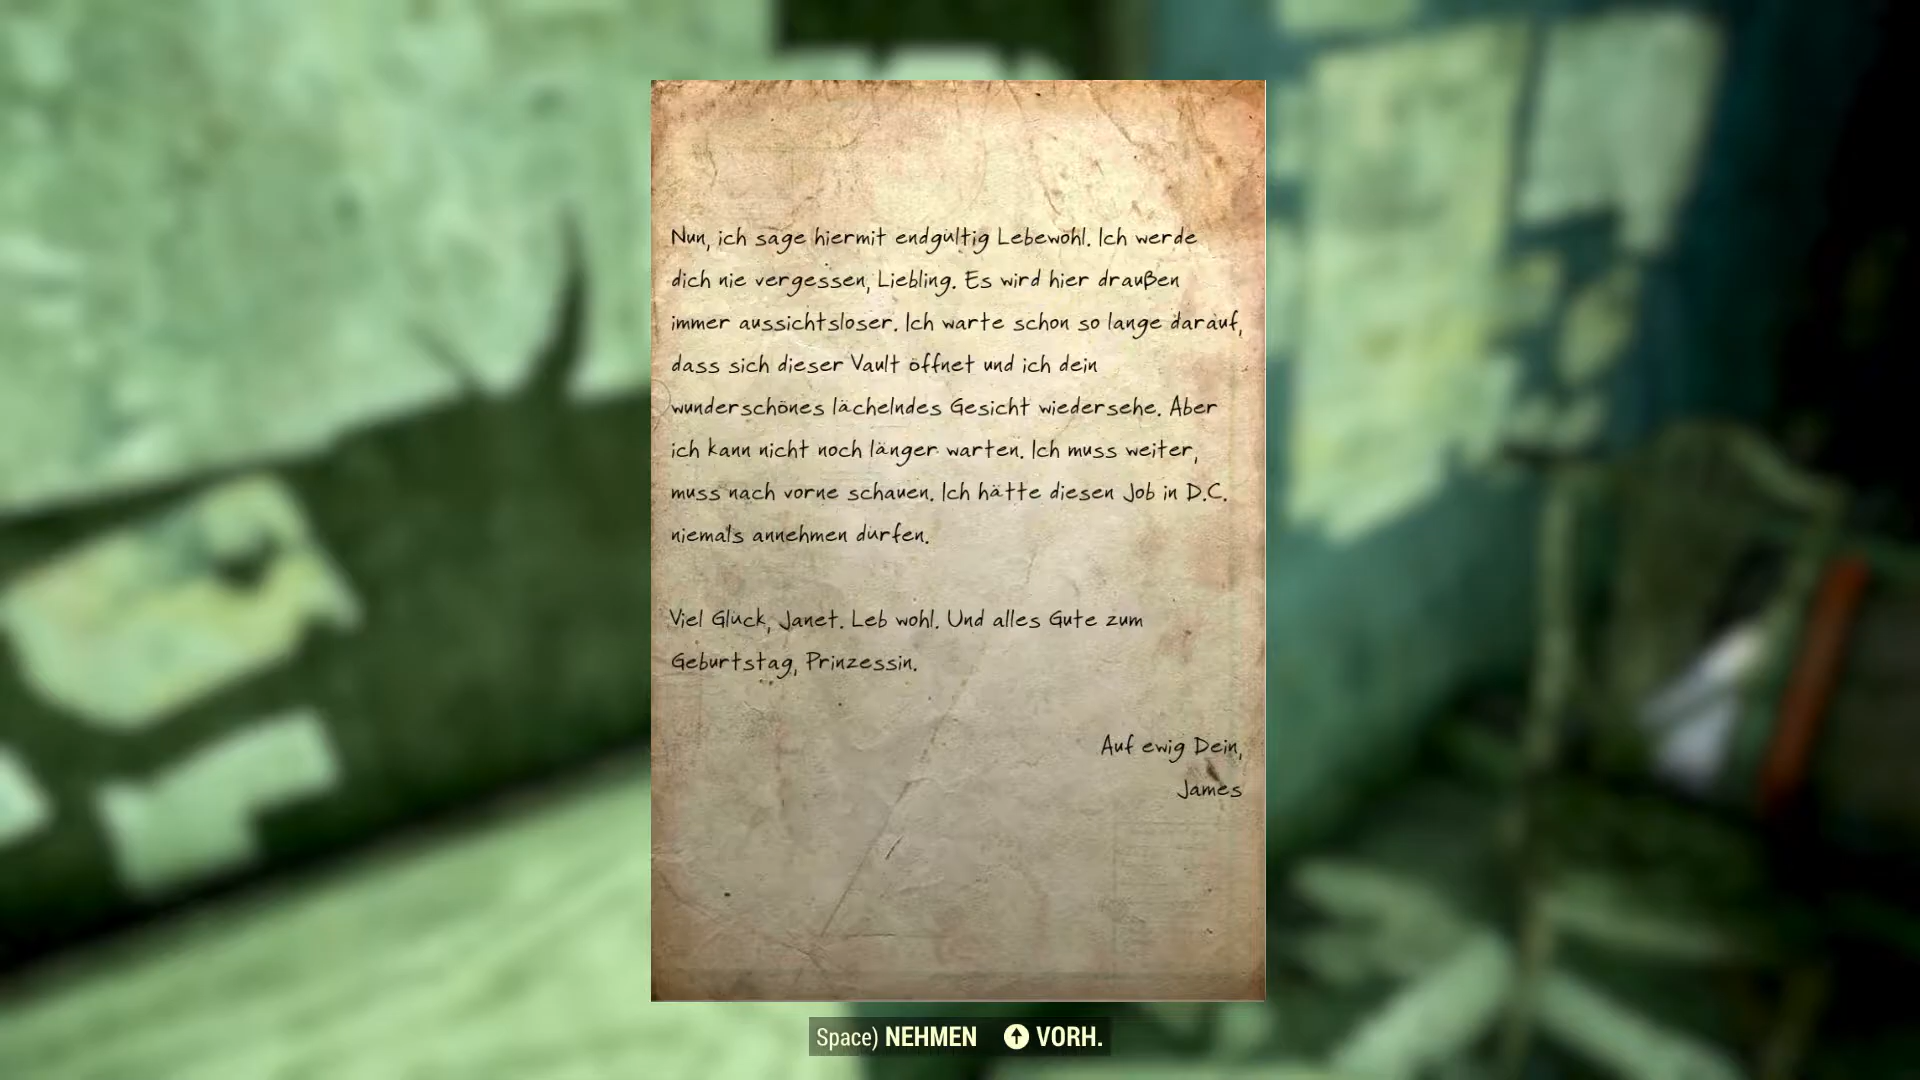 Nun, ich sage hiermit endgültig Lebewohl. Ich werde
dich nie vergessen, Liebling. Es wird hier draußen
immer aussichtsloser. Ich warte schon so lange darauf,
dass sich dieser Vault öffnet und ich dein
wunderschönes lächelndes Gesicht wiedersehe. Aber
ich kann nicht noch länger warten. Ich muss weiter,
muss nach vorne schauen. Ich hätte diesen Job in D.C.
niemals annehmen dürfen.
Viel Glück, Janet. Leb wohl. Und alles Gute zum
Geburtstag, Prinzessin.
Auf ewig Dein,
James
Space) NEHMEN VORH.